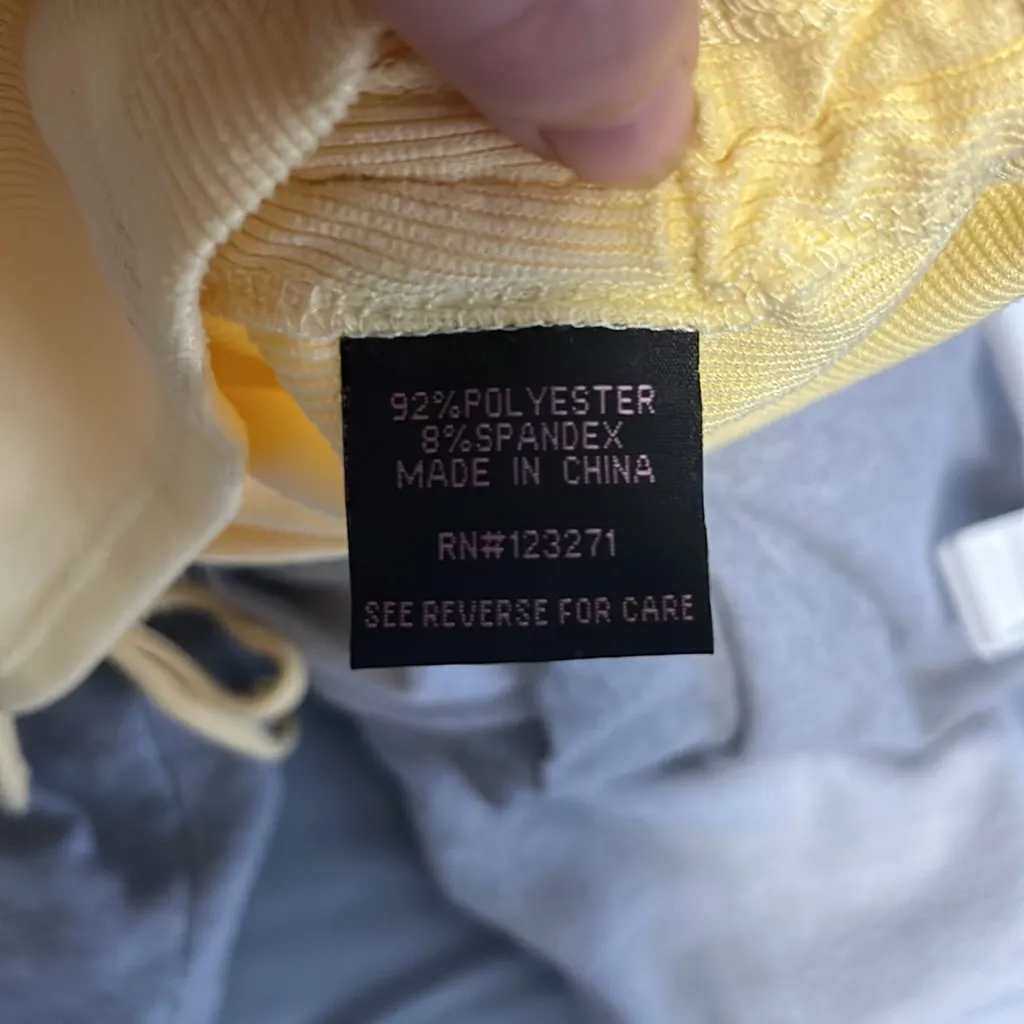 92%POLYESTER
8%SPANDEX
MADE IN CHINA
RN#123271
SEE REVERSE FOR CARE